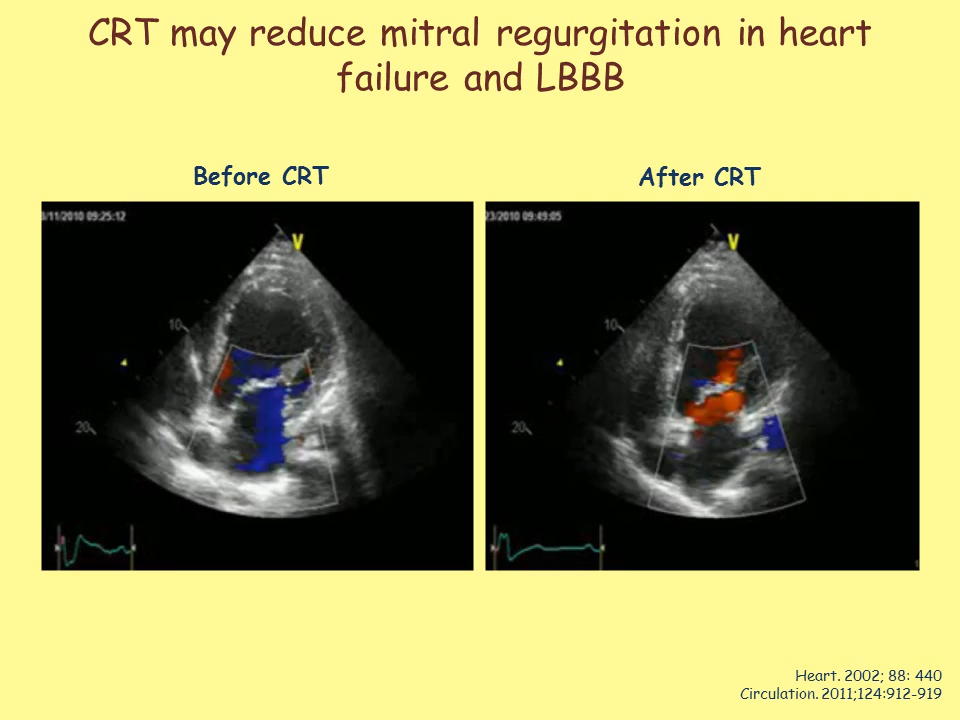 CRT may reduce mitral regurgitation in heart
failure and LBBB
Before CRT
After CRT
3/11/2010 09:25:12
V
10
20
23/2010 09:49:05
V
10
20
Heart. 2002; 88: 440
Circulation. 2011;124:912-919